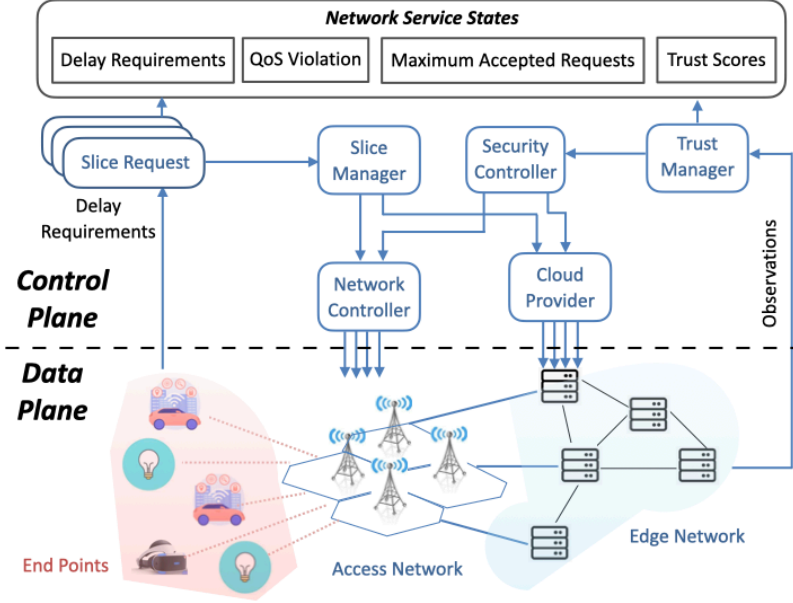 Network Service States
Delay Requirements
QoS Violation
Maximum Accepted Requests
Trust Scores
Slice Request
Slice
Manager
Security
Controller
Trust
Manager
Delay
Requirements
Observations
Control
Plane
Network
Controller
Cloud
Provider
Data
Plane
End Points
Access Network
Edge Network